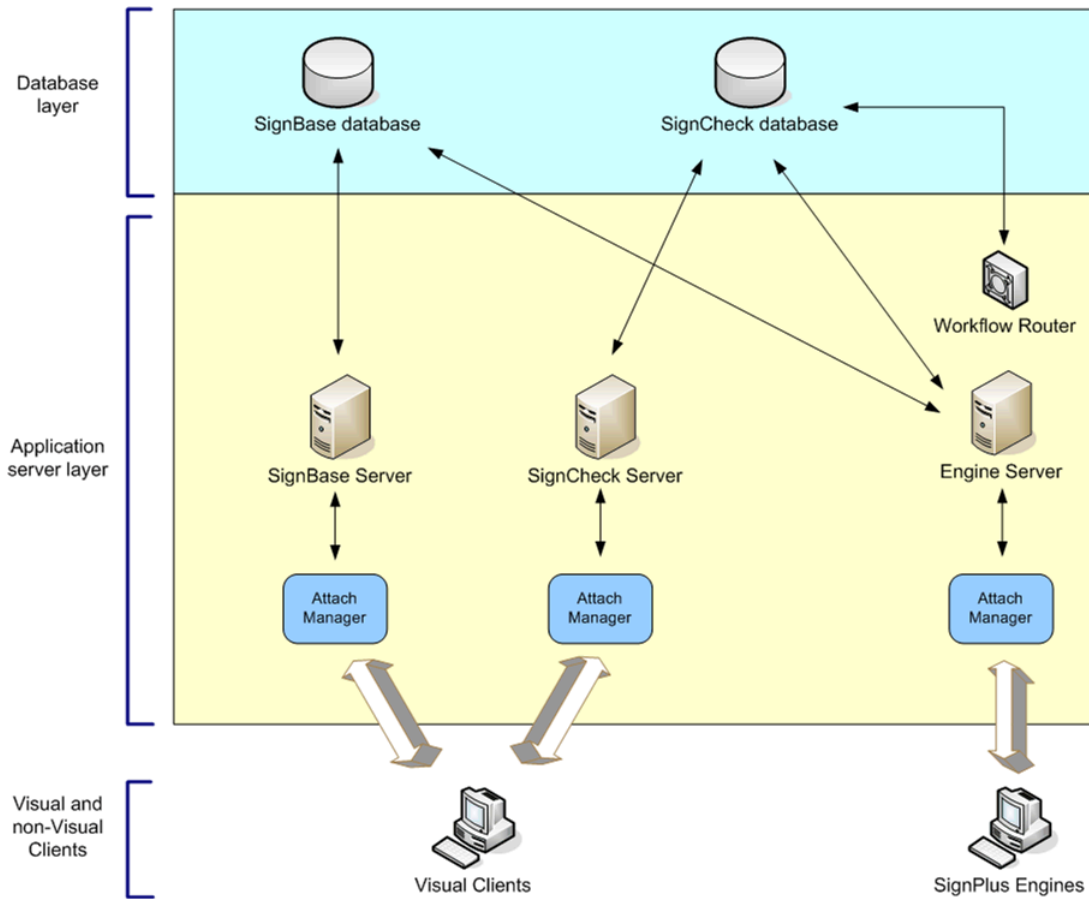 Database
layer
SignBase database
SignCheck database
Workflow Router
Application
server layer
SignBase Server
SignCheck Server
Engine Server
Attach
Manager
Attach
Manager
Attach
Manager
Visual and
non-Visual
Clients
Visual Clients
SignPlus Engines